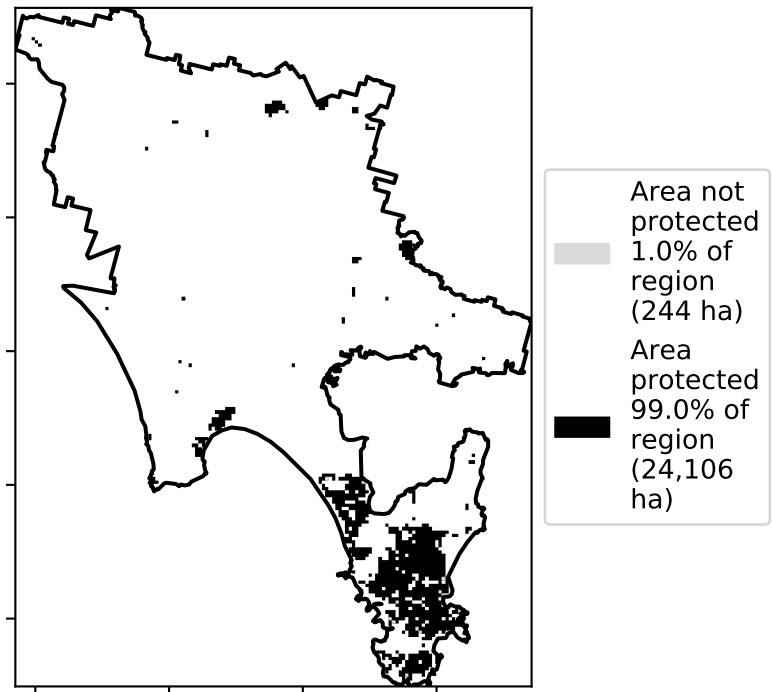 Area not
protected
1.0% of
region
(244 ha)
Area
protected
99.0% of
region
(24,106
ha)